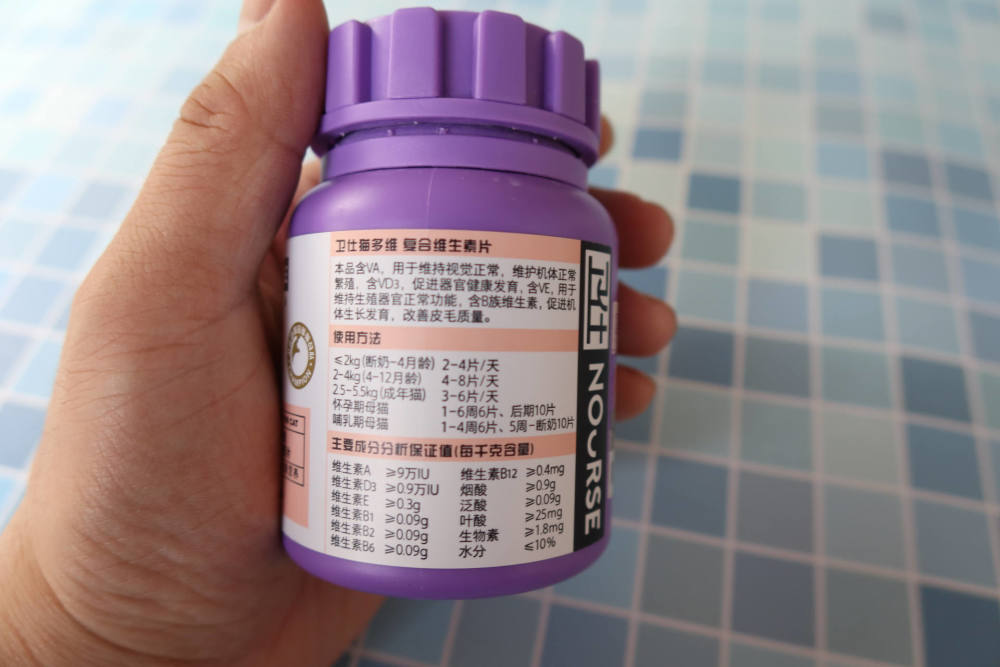 卫仕猫多维 复合维生素片
本品含VA，用于维持视觉正常，维护机体正常
繁殖，含VD3，促进器官健康发育，含VE，用于
维持生殖器官正常功能，含B族维生素，促进机
体生长发育，改善皮毛质量。
使用方法
≤2kg(断奶-4月龄) 2-4片/天
2-4kg(4-12月龄) 4-8片/天
2.5-5.5kg(成年猫) 3-6片/天
怀孕期母猫 1-6周6片、后期10片
哺乳期母猫 1-4周6片、5周-断奶10片
主要成分分析保证值(每千克含量)
维生素A ≥9万IU 维生素B12 ≥0.4mg
维生素D3 ≥0.9万IU 烟酸 ≥0.9g
维生素E ≥0.3g 泛酸 ≥0.09g
维生素B1 ≥0.09g 叶酸 ≥25mg
维生素B2 ≥0.09g 生物素 ≥1.8mg
维生素B6 ≥0.09g 水分 ≤10%
卫仕 NOURSE
CAT